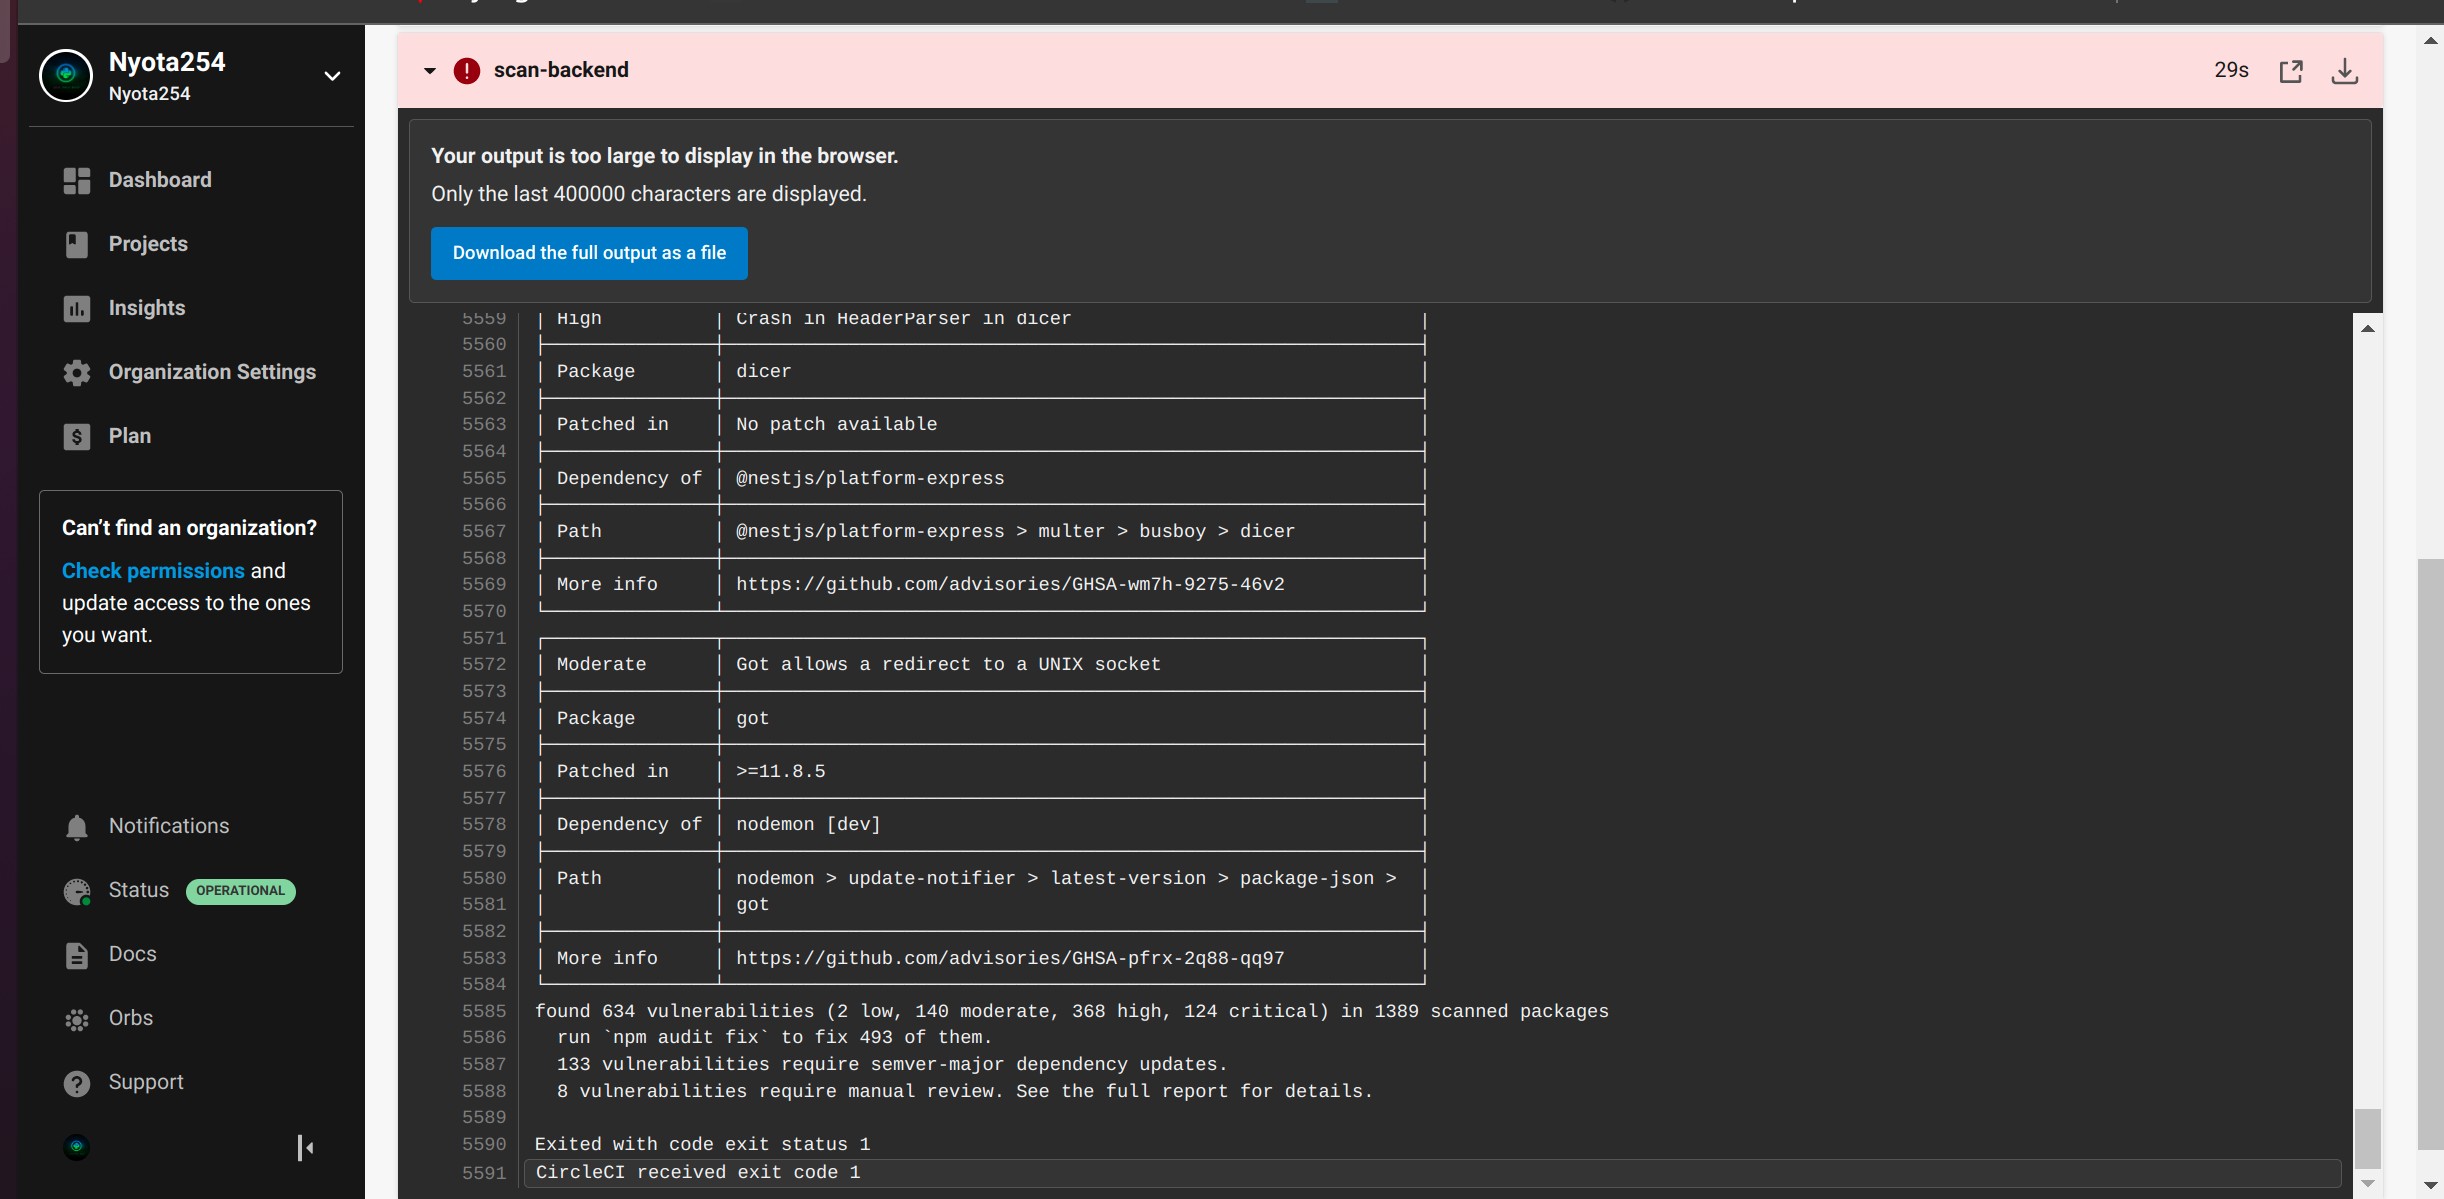 Nyota254
Nyota254
Dashboard
Projects
Insights
Organization Settings
Plan
Can't find an organization?
Check permissions and
update access to the ones
you want.
Notifications
Status OPERATIONAL
Docs
Orbs
Support
scan-backend 29s
Your output is too large to display in the browser.
Only the last 400000 characters are displayed.
Download the full output as a file
5559 │ High │ Crash in HeaderParser in dicer │
5560
5561 │ Package │ dicer │
5562
5563 │ Patched in │ No patch available │
5564
5565 │ Dependency of │ @nestjs/platform-express │
5566
5567 │ Path │ @nestjs/platform-express > multer > busboy > dicer │
5568
5569 │ More info │ https://github.com/advisories/GHSA-wm7h-9275-46v2 │
5570
5571
5572 │ Moderate │ Got allows a redirect to a UNIX socket │
5573
5574 │ Package │ got │
5575
5576 │ Patched in │ >=11.8.5 │
5577
5578 │ Dependency of │ nodemon [dev] │
5579
5580 │ Path │ nodemon > update-notifier > latest-version > package-json > │
5581 │ │ got │
5582
5583 │ More info │ https://github.com/advisories/GHSA-pfrx-2q88-qq97 │
5584
5585 found 634 vulnerabilities (2 low, 140 moderate, 368 high, 124 critical) in 1389 scanned packages
5586 run `npm audit fix` to fix 493 of them.
5587 133 vulnerabilities require semver-major dependency updates.
5588 8 vulnerabilities require manual review. See the full report for details.
5589
5590 Exited with code exit status 1
5591 CircleCI received exit code 1